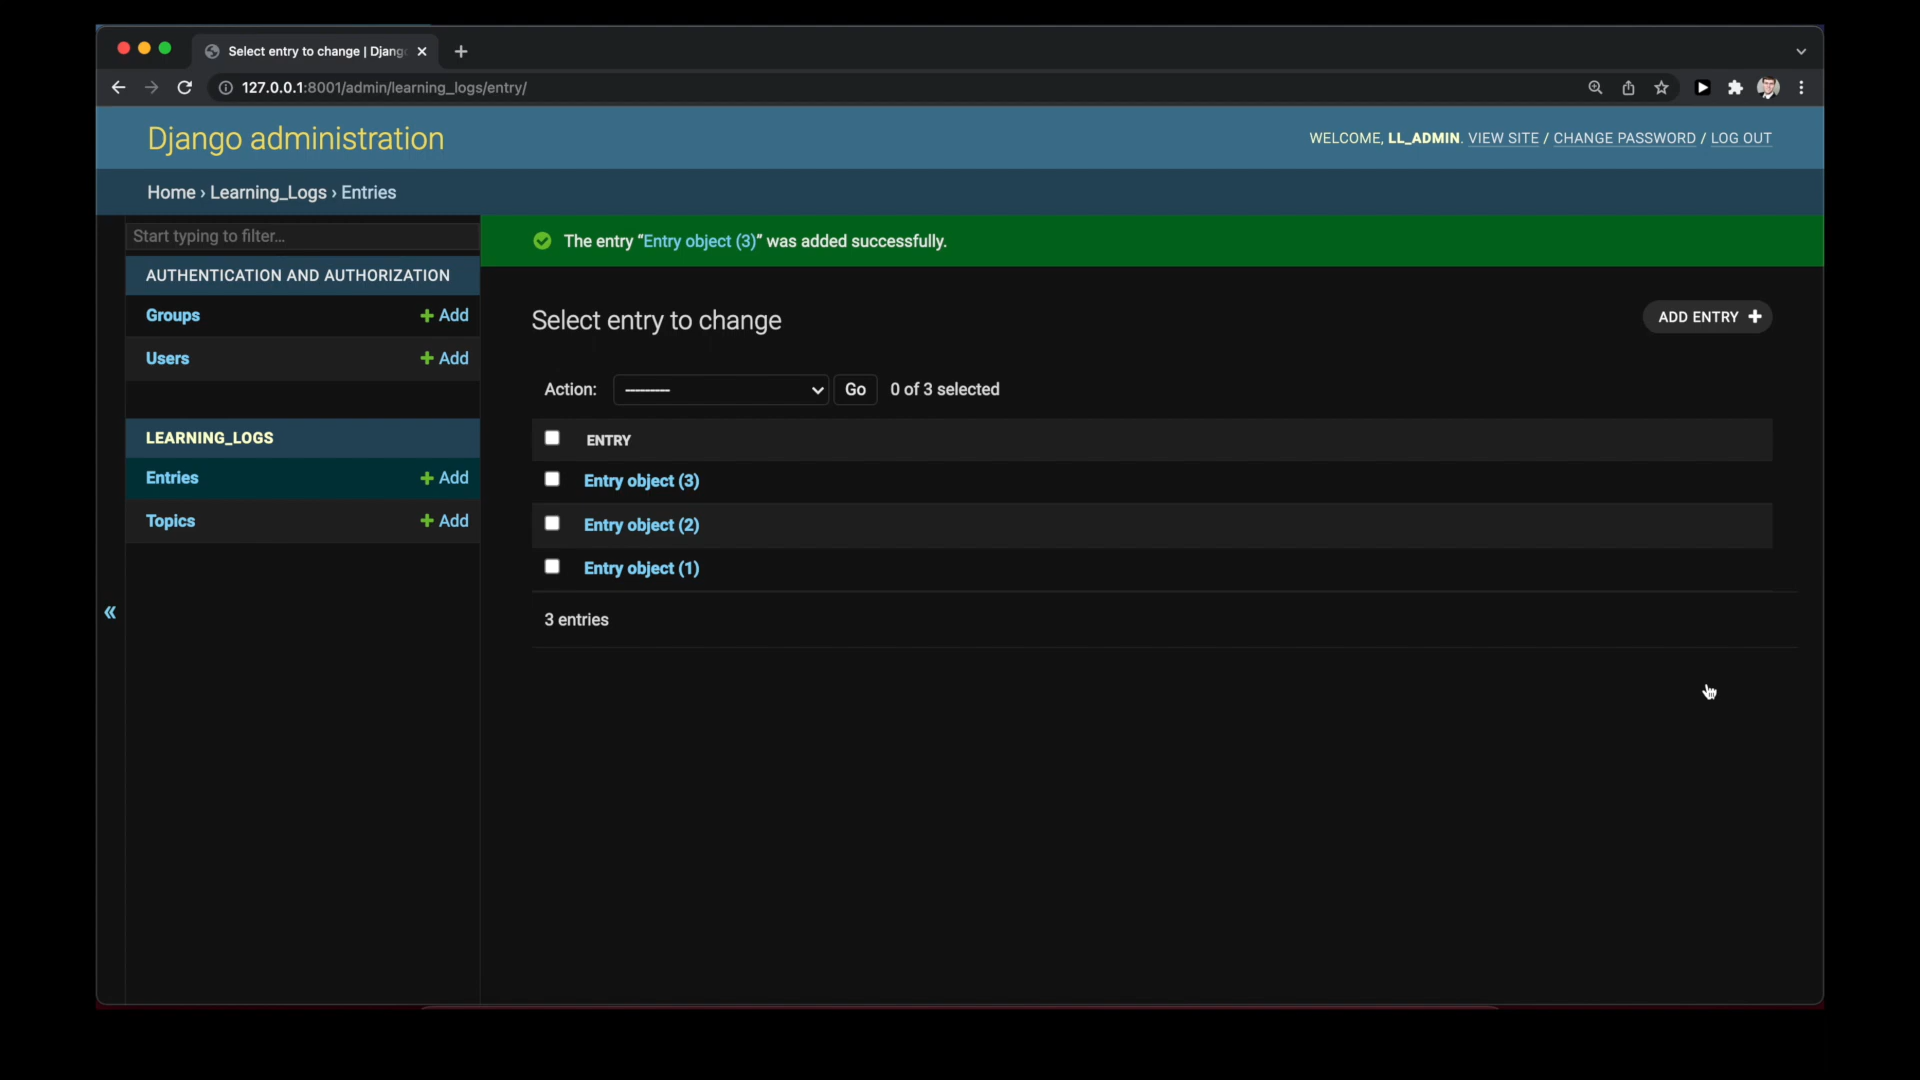 Select entry to change | Djang
127.0.0.1:8001/admin/learning_logs/entry/
Django administration
WELCOME, LL_ADMIN. VIEW SITE / CHANGE PASSWORD / LOG OUT
Home › Learning_Logs › Entries
Start typing to filter...
The entry “Entry object (3)” was added successfully.
AUTHENTICATION AND AUTHORIZATION
Groups + Add
Users + Add
LEARNING_LOGS
Entries + Add
Topics + Add
«
Select entry to change
ADD ENTRY +
Action: --------- Go 0 of 3 selected
ENTRY
Entry object (3)
Entry object (2)
Entry object (1)
3 entries